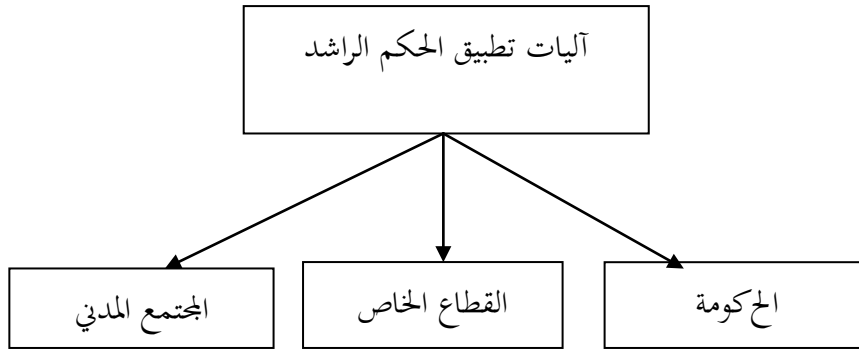 آليات تطبيق الحكم الراشد
الحكومة
القطاع الخاص
المجتمع المدني